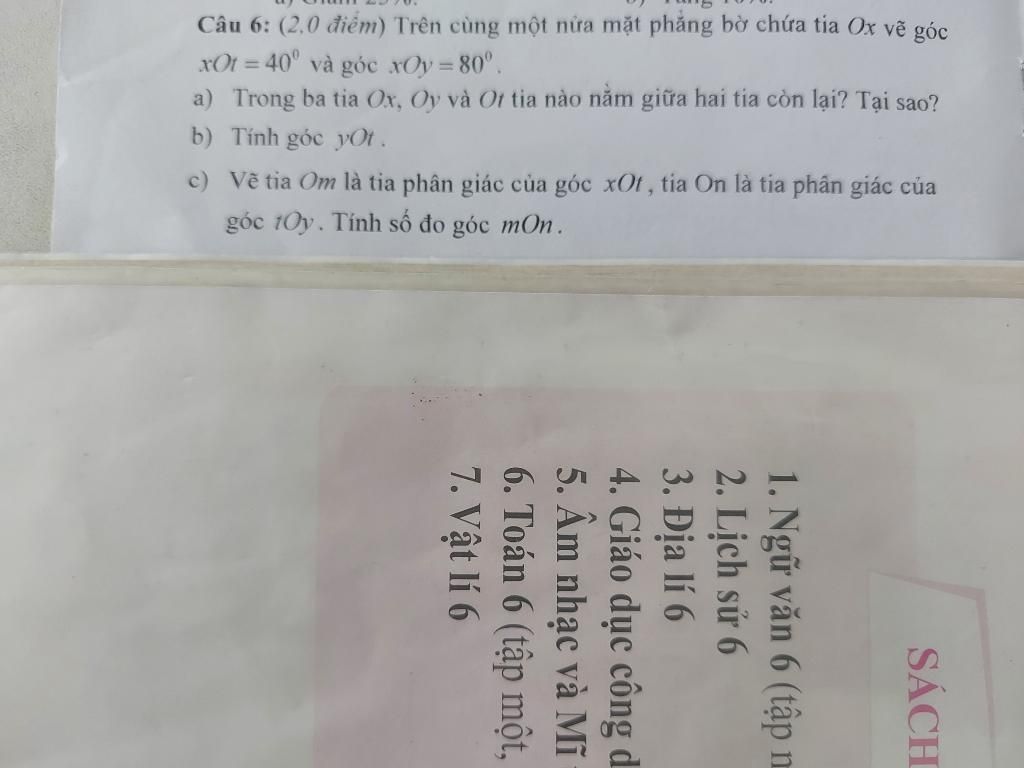 Câu 6: (2,0 điểm) Trên cùng một nửa mặt phẳng bờ chứa tia Ox vẽ góc
xOt = 40⁰ và góc xOy = 80⁰.
a) Trong ba tia Ox, Oy và Ot tia nào nằm giữa hai tia còn lại? Tại sao?
b) Tính góc yOt.
c) Vẽ tia Om là tia phân giác của góc xOt, tia On là tia phân giác của
góc tOy. Tính số đo góc mOn.
SÁCH
1. Ngữ văn 6 (tập
2. Lịch sử 6
3. Địa lí 6
4. Giáo dục công
5. Âm nhạc và Mĩ
6. Toán 6 (tập một,
7. Vật lí 6